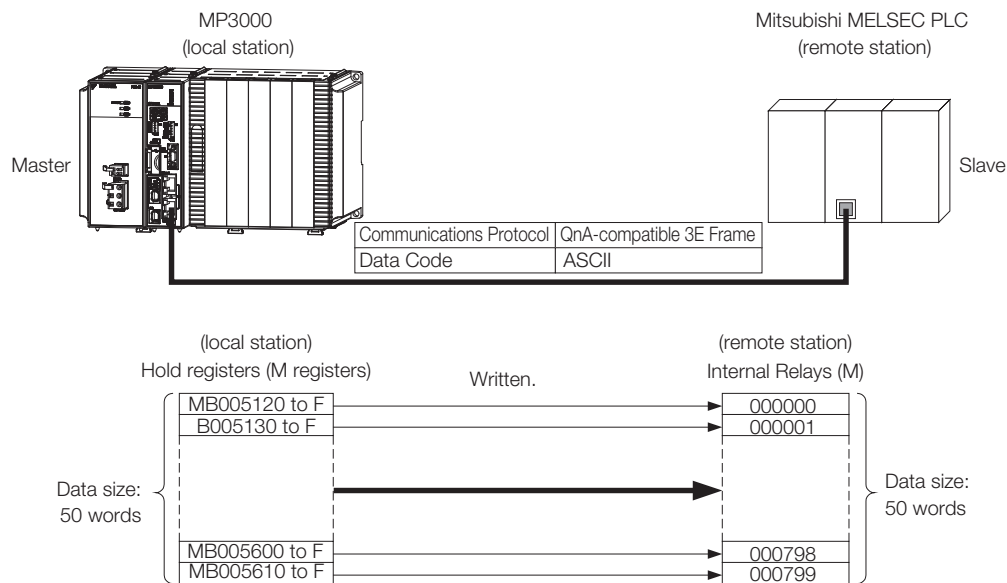 MP3000
(local station)
Mitsubishi MELSEC PLC
(remote station)
Master
Slave
Communications Protocol QnA-compatible 3E Frame
Data Code ASCII
(local station)
Hold registers (M registers)
Written.
(remote station)
Internal Relays (M)
MB005120 to F
000000
B005130 to F
000001
Data size:
50 words
Data size:
50 words
MB005600 to F
000798
MB005610 to F
000799